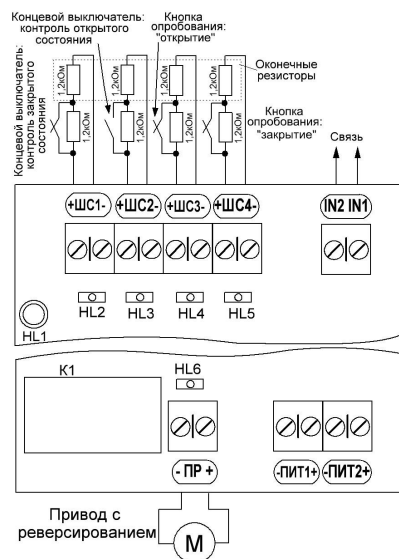 Концевой выключатель:
контроль открытого
состояния
Кнопка
опробования:
"открытие"
Концевой выключатель:
контроль закрытого
состояния
Оконечные
резисторы
1,2кОм
1,2кОм
1,2кОм
1,2кОм
1,2кОм
1,2кОм
1,2кОм
1,2кОм
Кнопка
опробования:
"закрытие"
Связь
+ШС1- +ШС2- +ШС3- +ШС4- IN2 IN1
HL2 HL3 HL4 HL5
HL1
К1
HL6
- ПР + -ПИТ1+ -ПИТ2+
Привод с
реверсированием
М